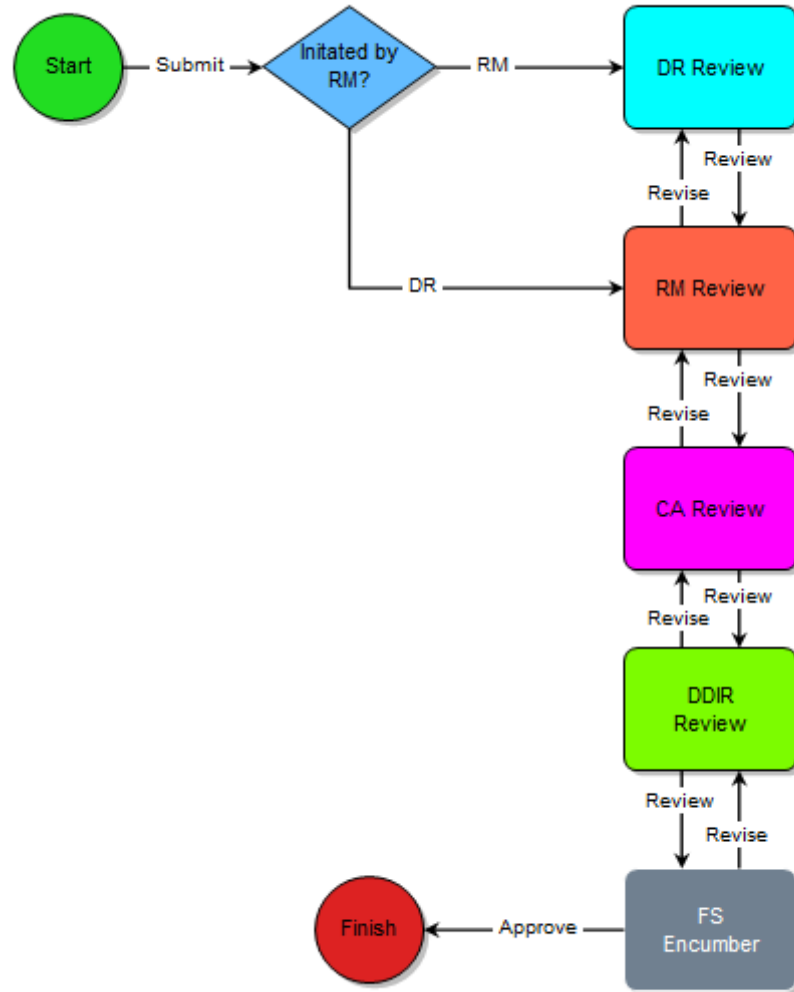 Start
Submit
Initated by
RM?
RM
DR Review
Review
Revise
DR
RM Review
Review
Revise
CA Review
Review
Revise
DDIR
Review
Review
Revise
Finish
Approve
FS
Encumber